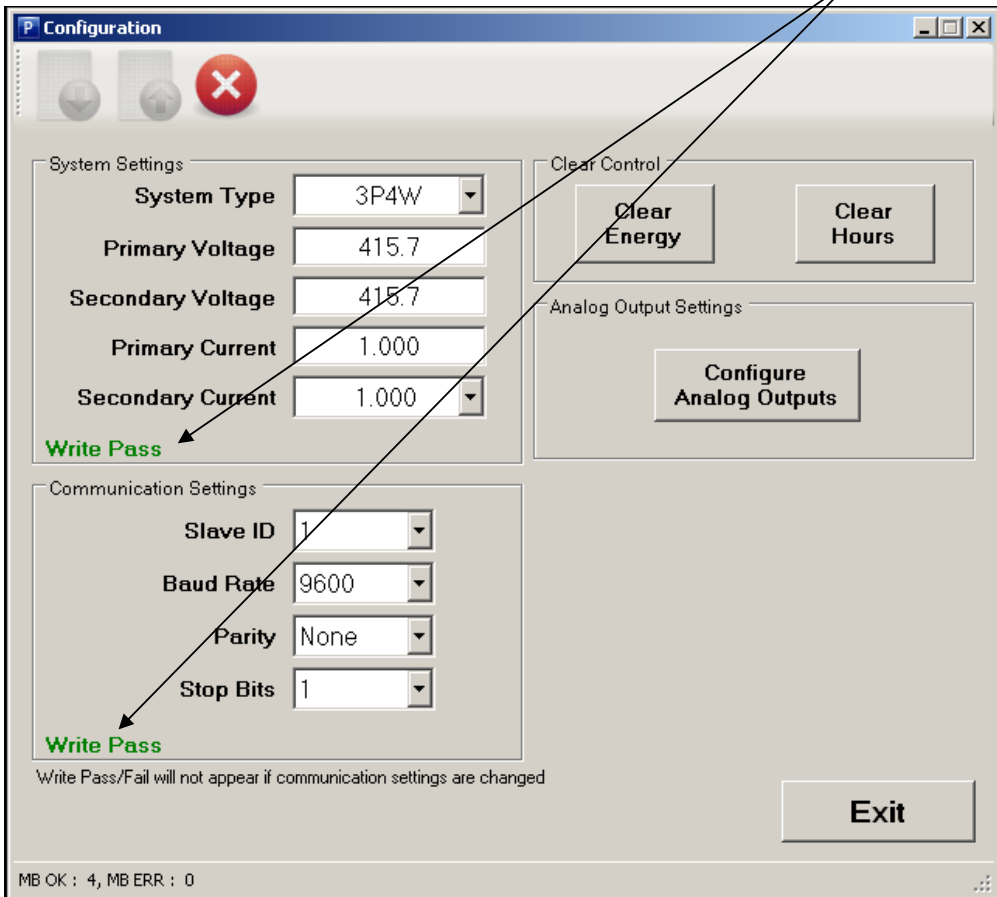 Configuration
System Settings
System Type 3P4W
Primary Voltage 415.7
Secondary Voltage 415.7
Primary Current 1.000
Secondary Current 1.000
Write Pass
Clear Control
Clear
Energy
Clear
Hours
Analog Output Settings
Configure
Analog Outputs
Communication Settings
Slave ID 1
Baud Rate 9600
Parity None
Stop Bits 1
Write Pass
Write Pass/Fail will not appear if communication settings are changed
Exit
MB OK : 4, MB ERR : 0